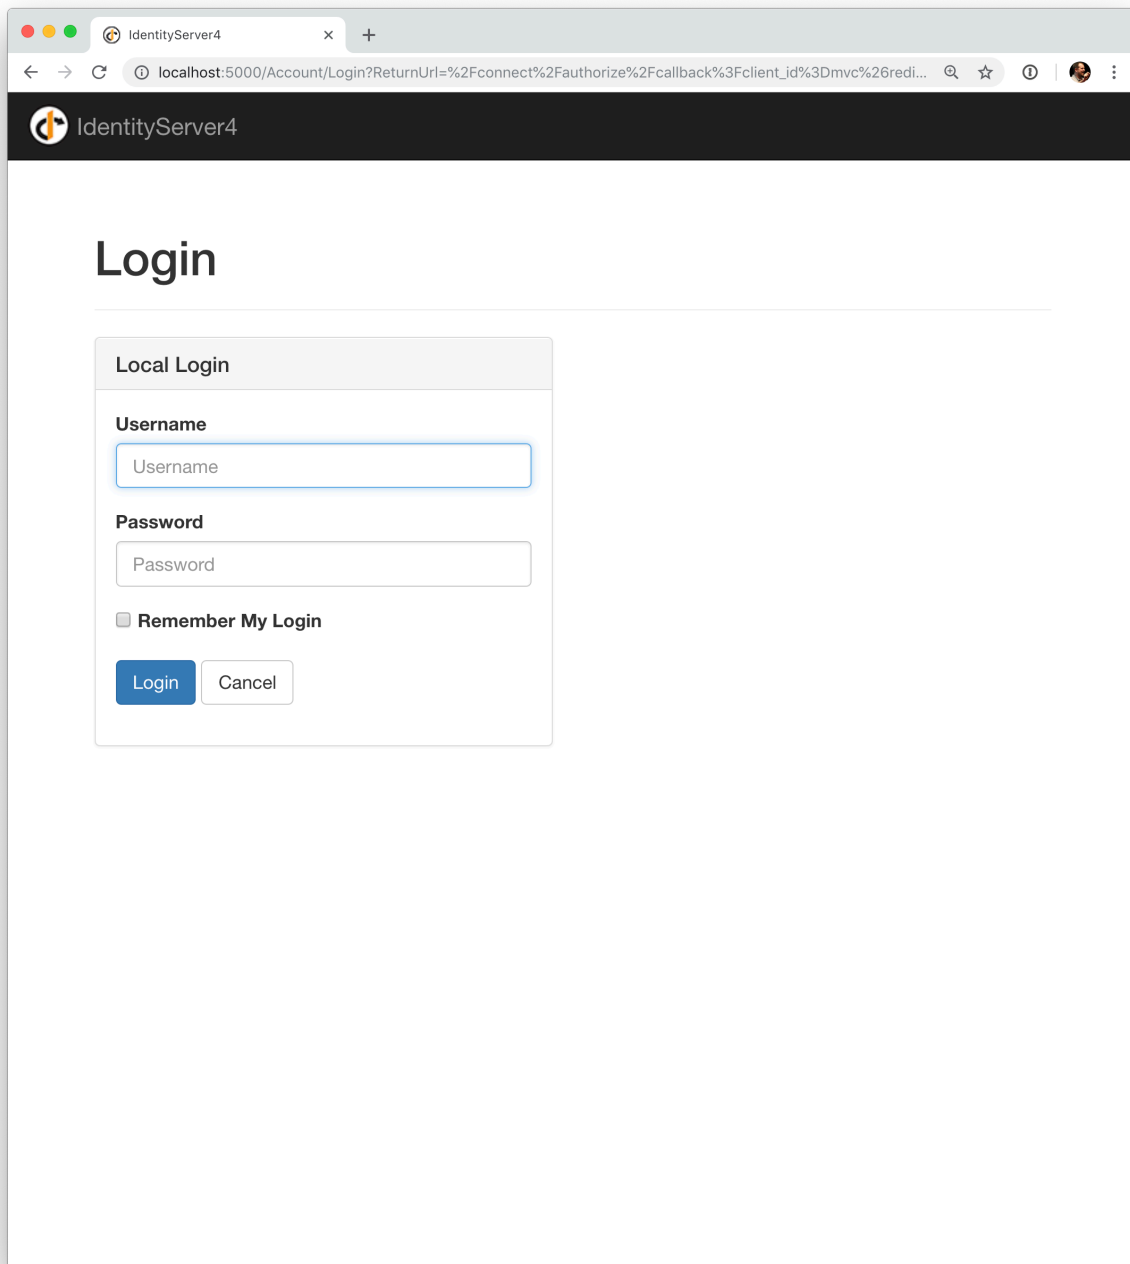 IdentityServer4
localhost:5000/Account/Login?ReturnUrl=%2Fconnect%2Fauthorize%2Fcallback%3Fclient_id%3Dmvc%26redi...
IdentityServer4
Login
Local Login
Username
Username
Password
Password
Remember My Login
Login Cancel